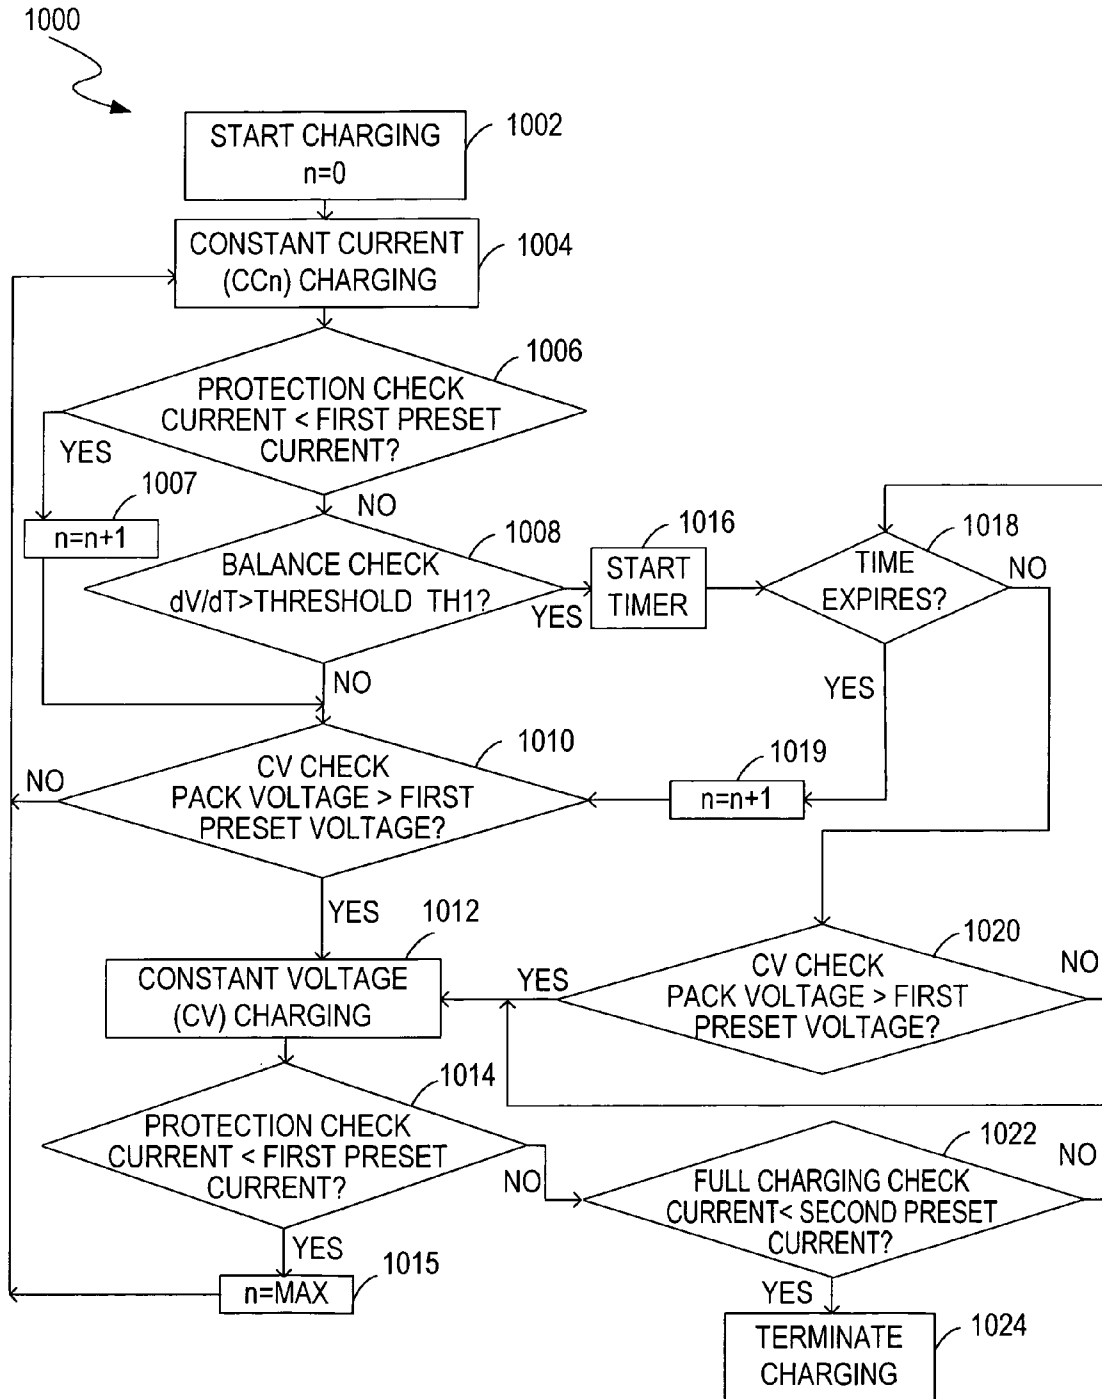 1000
START CHARGING
n=0
1002
CONSTANT CURRENT
(CCn) CHARGING
1004
PROTECTION CHECK
CURRENT < FIRST PRESET
CURRENT?
1006
YES
NO
1007
n=n+1
BALANCE CHECK
dV/dT>THRESHOLD TH1?
1008
YES
NO
START
TIMER
1016
TIME
EXPIRES?
1018
NO
YES
1019
n=n+1
CV CHECK
PACK VOLTAGE > FIRST
PRESET VOLTAGE?
1010
NO
YES
CONSTANT VOLTAGE
(CV) CHARGING
1012
CV CHECK
PACK VOLTAGE > FIRST
PRESET VOLTAGE?
1020
YES
NO
PROTECTION CHECK
CURRENT < FIRST PRESET
CURRENT?
1014
NO
YES
n=MAX
1015
FULL CHARGING CHECK
CURRENT< SECOND PRESET
CURRENT?
1022
NO
YES
TERMINATE
CHARGING
1024